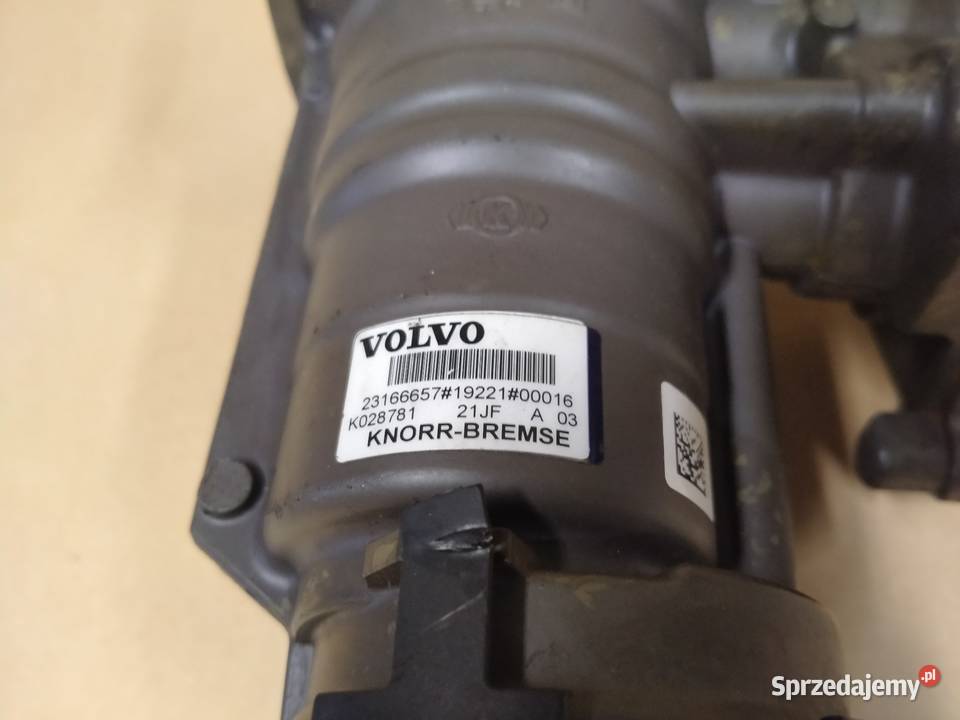 VOLVO
23166657#19221#00016
K028781 21JF A 03
KNORR-BREMSE
Sprzedajemy.pl